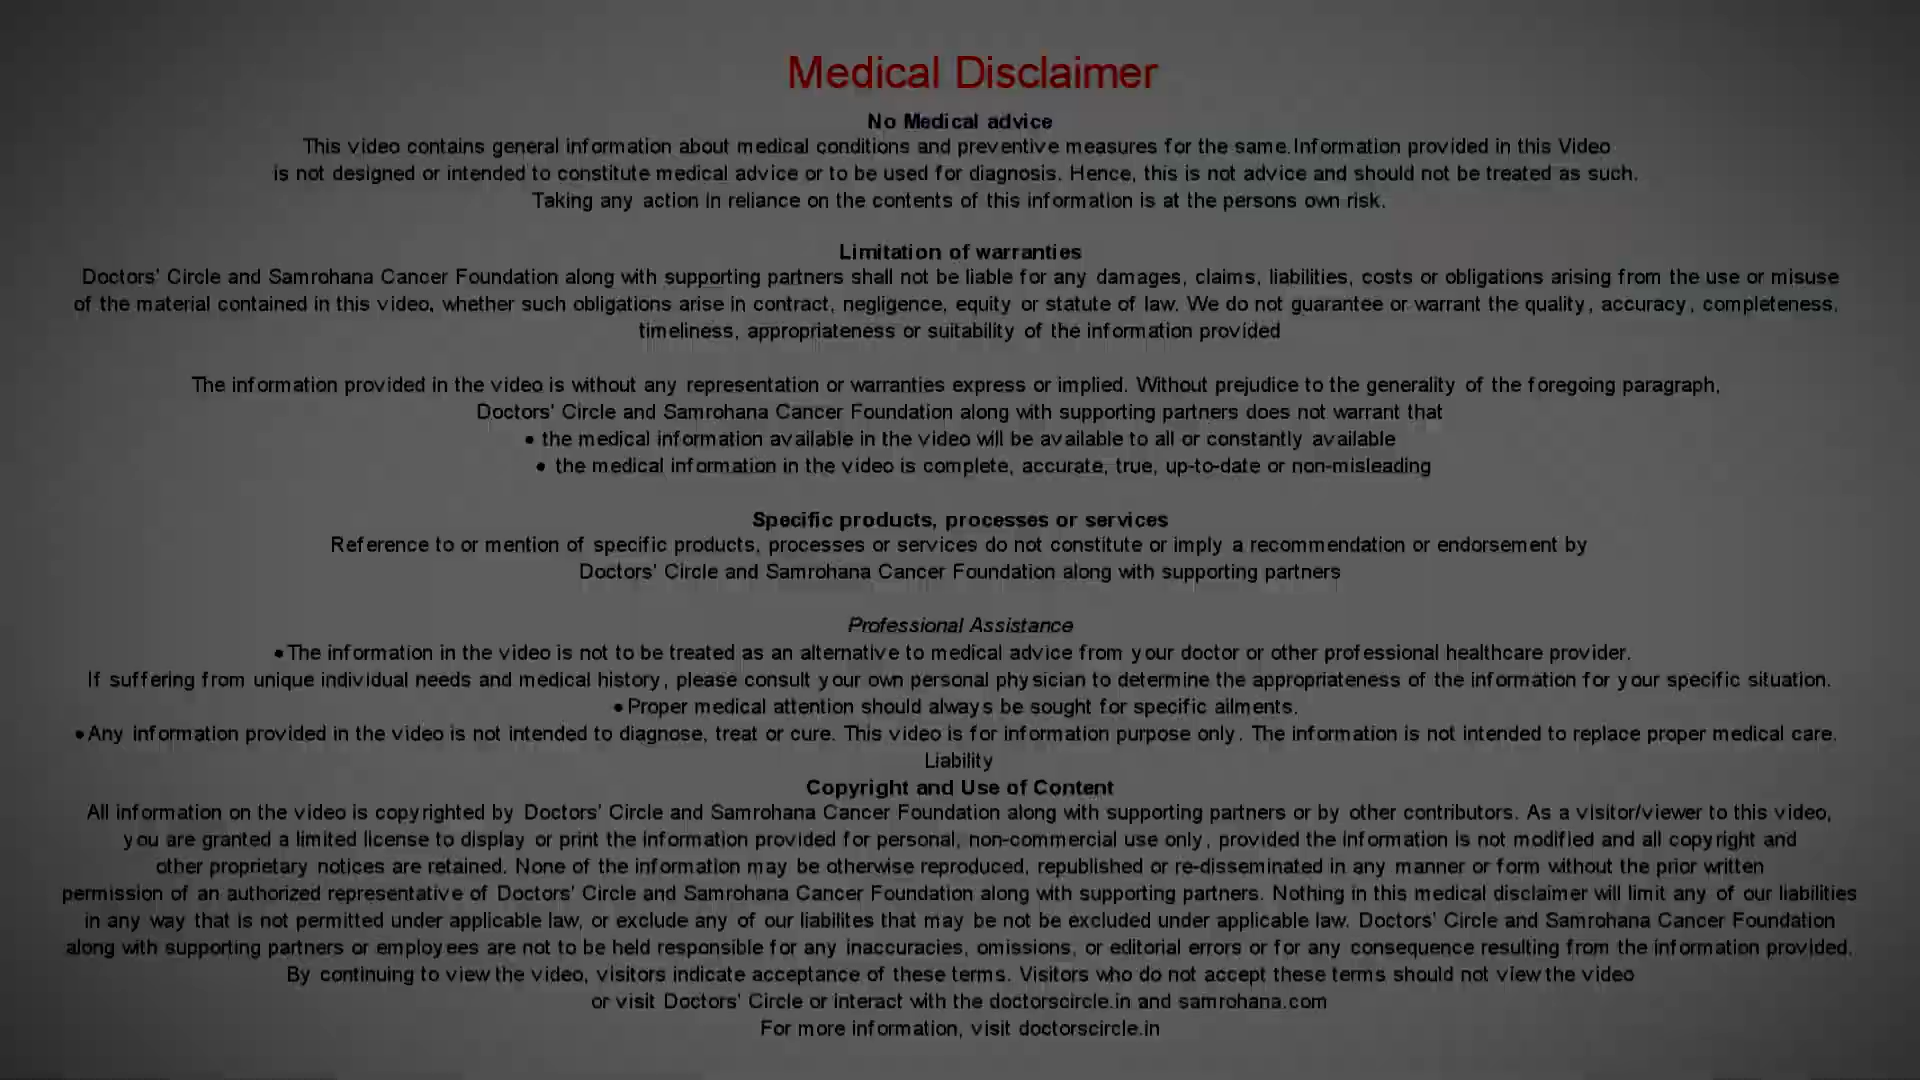 Medical Disclaimer
No Medical advice
This video contains general information about medical conditions and preventive measures for the same.Information provided in this Video
is not designed or intended to constitute medical advice or to be used for diagnosis. Hence, this is not advice and should not be treated as such.
Taking any action in reliance on the contents of this information is at the persons own risk.
Limitation of warranties
Doctors' Circle and Samrohana Cancer Foundation along with supporting partners shall not be liable for any damages, claims, liabilities, costs or obligations arising from the use or misuse
of the material contained in this video, whether such obligations arise in contract, negligence, equity or statute of law. We do not guarantee or warrant the quality, accuracy, completeness,
timeliness, appropriateness or suitability of the information provided
The information provided in the video is without any representation or warranties express or implied. Without prejudice to the generality of the foregoing paragraph,
Doctors' Circle and Samrohana Cancer Foundation along with supporting partners does not warrant that
• the medical information available in the video will be available to all or constantly available
• the medical information in the video is complete, accurate, true, up-to-date or non-misleading
Specific products, processes or services
Reference to or mention of specific products, processes or services do not constitute or imply a recommendation or endorsement by
Doctors' Circle and Samrohana Cancer Foundation along with supporting partners
Professional Assistance
•The information in the video is not to be treated as an alternative to medical advice from your doctor or other professional healthcare provider.
If suffering from unique individual needs and medical history, please consult your own personal physician to determine the appropriateness of the information for your specific situation.
•Proper medical attention should always be sought for specific ailments.
•Any information provided in the video is not intended to diagnose, treat or cure. This video is for information purpose only. The information is not intended to replace proper medical care.
Liability
Copyright and Use of Content
All information on the video is copyrighted by Doctors' Circle and Samrohana Cancer Foundation along with supporting partners or by other contributors. As a visitor/viewer to this video,
you are granted a limited license to display or print the information provided for personal, non-commercial use only, provided the information is not modified and all copyright and
other proprietary notices are retained. None of the information may be otherwise reproduced, republished or re-disseminated in any manner or form without the prior written
permission of an authorized representative of Doctors' Circle and Samrohana Cancer Foundation along with supporting partners. Nothing in this medical disclaimer will limit any of our liabilities
in any way that is not permitted under applicable law, or exclude any of our liabilites that may be not be excluded under applicable law. Doctors' Circle and Samrohana Cancer Foundation
along with supporting partners or employees are not to be held responsible for any inaccuracies, omissions, or editorial errors or for any consequence resulting from the information provided.
By continuing to view the video, visitors indicate acceptance of these terms. Visitors who do not accept these terms should not view the video
or visit Doctors' Circle or interact with the doctorscircle.in and samrohana.com
For more information, visit doctorscircle.in